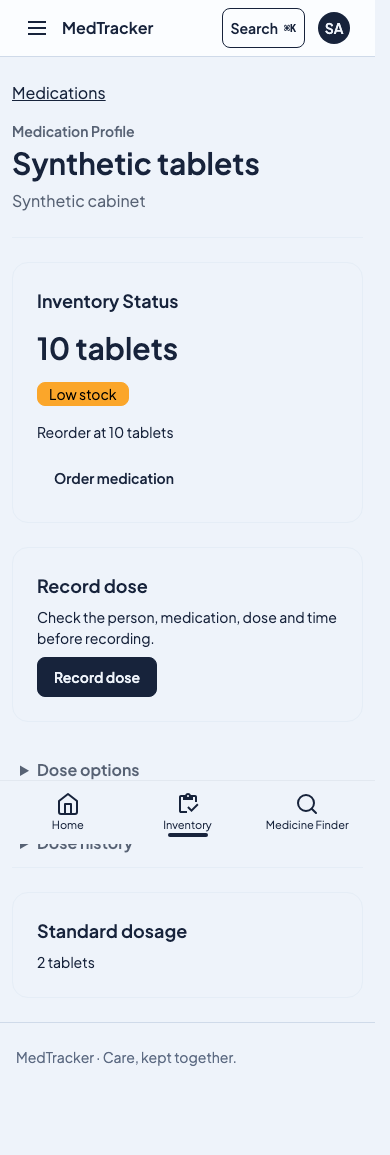 MedTracker
Search ⌘K
SA
Medications
Medication Profile
Synthetic tablets
Synthetic cabinet
Inventory Status
10 tablets
Low stock
Reorder at 10 tablets
Order medication
Record dose
Check the person, medication, dose and time
before recording.
Record dose
Dose options
Home
Inventory
Medicine Finder
Dose history
Standard dosage
2 tablets
MedTracker · Care, kept together.